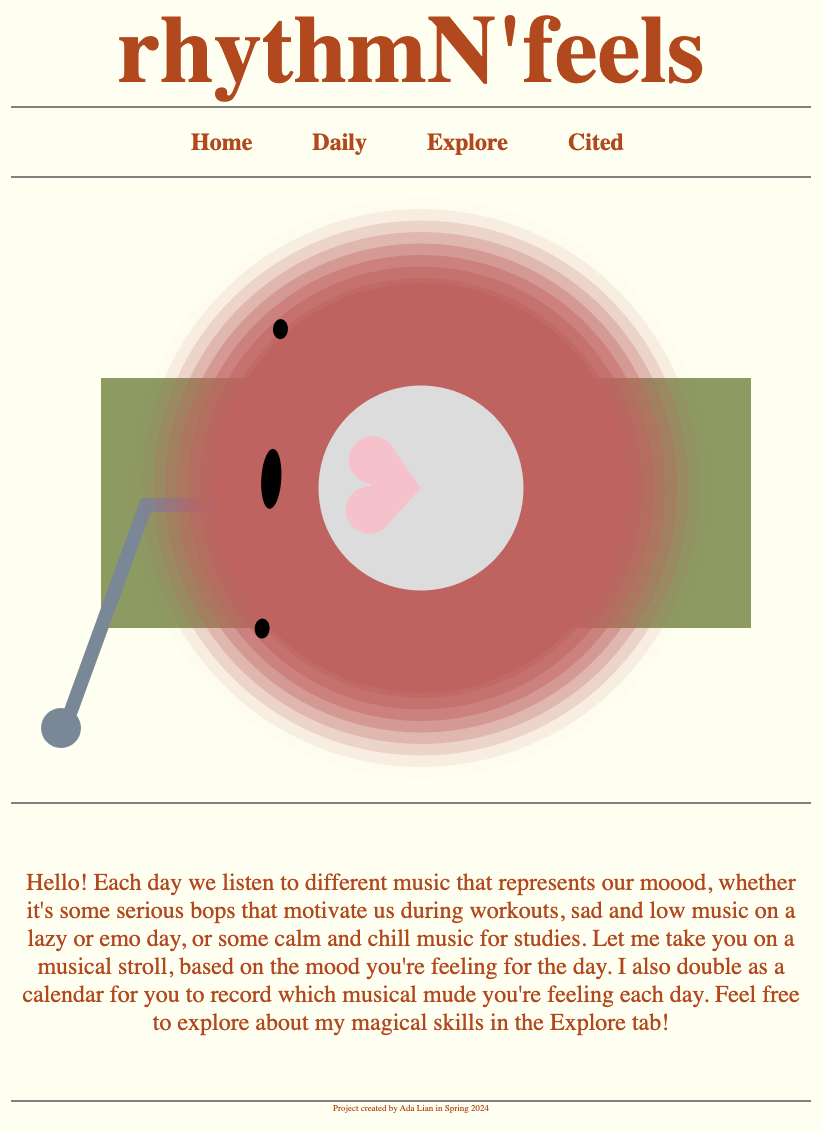 rhythmN'feels
Home Daily Explore Cited
Hello! Each day we listen to different music that represents our moood, whether
it's some serious bops that motivate us during workouts, sad and low music on a
lazy or emo day, or some calm and chill music for studies. Let me take you on a
musical stroll, based on the mood you're feeling for the day. I also double as a
calendar for you to record which musical mude you're feeling each day. Feel free
to explore about my magical skills in the Explore tab!
Project created by Ada Lian in Spring 2024